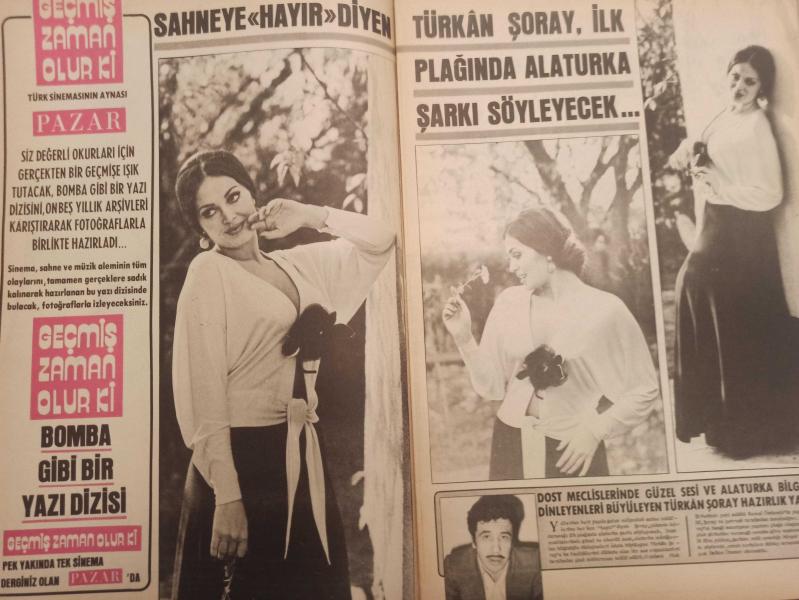 GEÇMİŞ
ZAMAN
OLUR Kİ
TÜRK SİNEMASININ AYNASI
PAZAR
SİZ DEĞERLİ OKURLARI İÇİN
GERÇEKTEN BİR GEÇMİŞE IŞIK
TUTACAK, BOMBA GİBİ BİR YAZI
DİZİSİNİ, ONBEŞ YILLIK ARŞİVLERİ
KARIŞTIRARAK FOTOĞRAFLARLA
BİRLİKTE HAZIRLADI...
Sinema, sahne ve müzik aleminin tüm
olaylarını, tamamen gerçeklere sadık
kalınarak hazırlanan bu yazı dizisinde
bulacak, fotoğraflarla izleyeceksiniz.
GEÇMİŞ
ZAMAN
OLUR Kİ
BOMBA
GİBİ BİR
YAZI DİZİSİ
GEÇMİŞ ZAMAN OLUR Kİ
PEK YAKINDA TEK SİNEMA
DERGİNİZ OLAN PAZAR 'DA
SAHNEYE «HAYIR» DİYEN
TÜRKÂN ŞORAY, İLK
PLAĞINDA ALATURKA
ŞARKI SÖYLEYECEK...
DOST MECLİSLERİNDE GÜZEL SESİ VE ALATURKA BİLG
DİNLEYENLERİ BÜYÜLEYEN TÜRKÂN ŞORAY HAZIRLIK YA